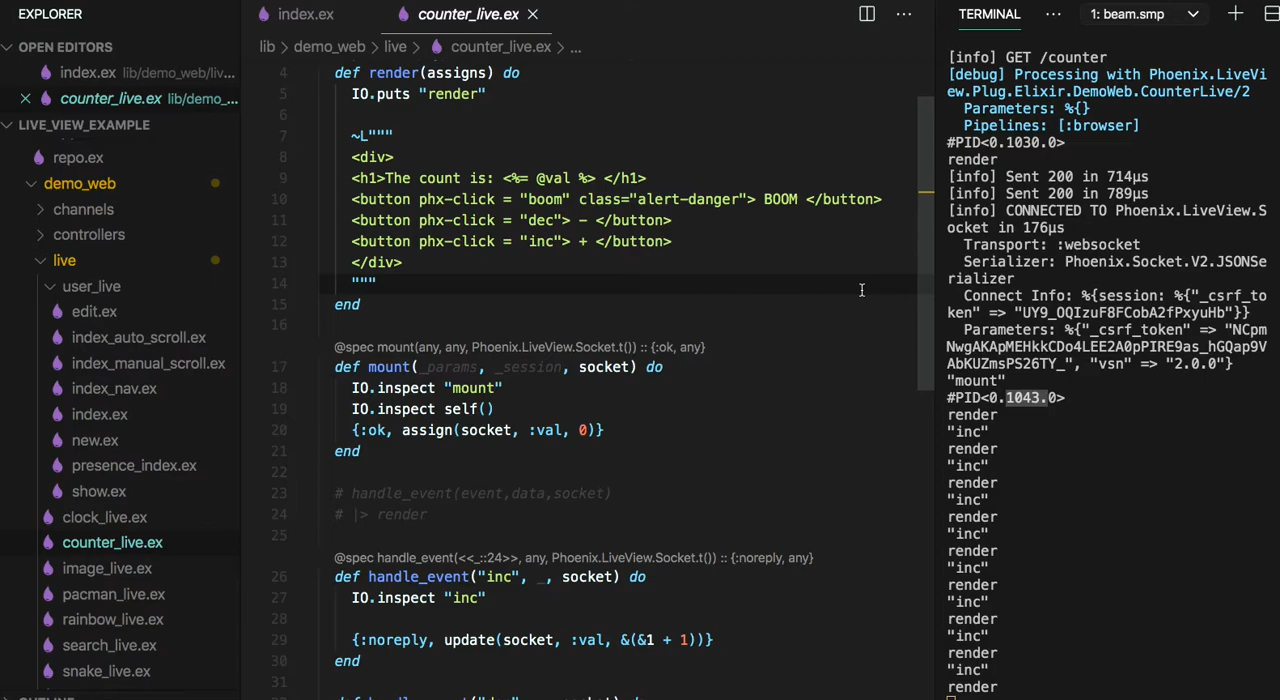 EXPLORER
OPEN EDITORS
index.ex lib/demo_web/liv...
counter_live.ex lib/demo_...
LIVE_VIEW_EXAMPLE
repo.ex
demo_web
channels
controllers
live
user_live
edit.ex
index_auto_scroll.ex
index_manual_scroll.ex
index_nav.ex
index.ex
new.ex
presence_index.ex
show.ex
clock_live.ex
counter_live.ex
image_live.ex
pacman_live.ex
rainbow_live.ex
search_live.ex
snake_live.ex
index.ex
counter_live.ex
lib > demo_web > live > counter_live.ex > ...
4 def render(assigns) do
5 IO.puts "render"
6
7 ~L"""
8 <div>
9 <h1>The count is: <%= @val %> </h1>
10 <button phx-click = "boom" class="alert-danger"> BOOM </button>
11 <button phx-click = "dec"> - </button>
12 <button phx-click = "inc"> + </button>
13 </div>
14 """
15 end
16
@spec mount(any, any, Phoenix.LiveView.Socket.t()) :: {:ok, any}
17 def mount(_params, _session, socket) do
18 IO.inspect "mount"
19 IO.inspect self()
20 {:ok, assign(socket, :val, 0)}
21 end
22
23 # handle_event(event,data,socket)
24 # |> render
25
@spec handle_event(<<_::24>>, any, Phoenix.LiveView.Socket.t()) :: {:noreply, any}
26 def handle_event("inc", _, socket) do
27 IO.inspect "inc"
28
29 {:noreply, update(socket, :val, &(&1 + 1))}
30 end
31
TERMINAL
1: beam.smp
[info] GET /counter
[debug] Processing with Phoenix.LiveVi
ew.Plug.Elixir.DemoWeb.CounterLive/2
Parameters: %{}
Pipelines: [:browser]
#PID<0.1030.0>
render
[info] Sent 200 in 714µs
[info] Sent 200 in 789µs
[info] CONNECTED TO Phoenix.LiveView.S
ocket in 176µs
Transport: :websocket
Serializer: Phoenix.Socket.V2.JSONSe
rializer
Connect Info: %{session: %{"_csrf_to
ken" => "UY9_OQIzuF8FCobA2fPxyuHb"}}
Parameters: %{"_csrf_token" => "NCpm
NwgAKApMEHkkCDo4LEE2A0pPIRE9as_hGQap9V
AbKUZmsPS26TY_", "vsn" => "2.0.0"}
"mount"
#PID<0.1043.0>
render
"inc"
render
"inc"
render
"inc"
render
"inc"
render
"inc"
render
"inc"
render
"inc"
render
"inc"
render